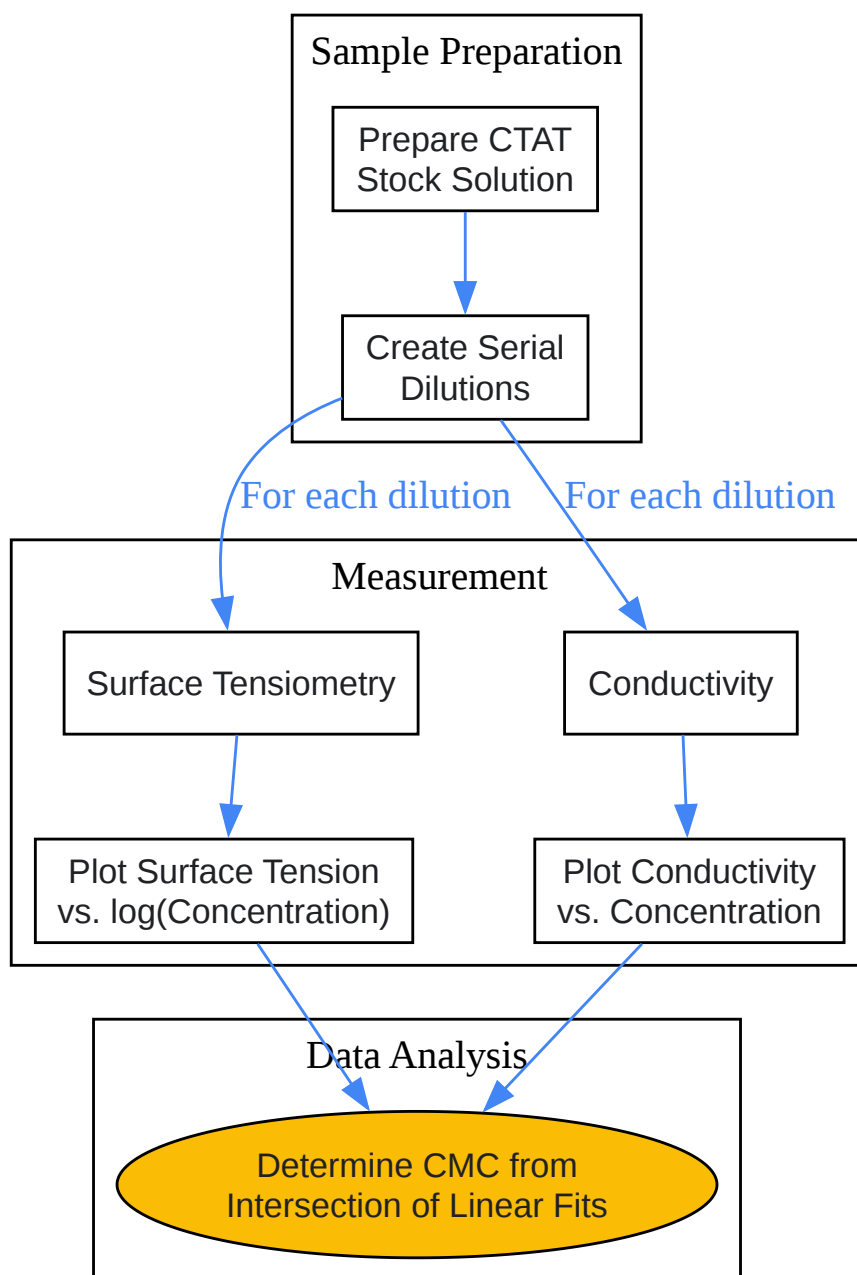 Sample Preparation
Prepare CTAT
Stock Solution
Create Serial
Dilutions
For each dilution
For each dilution
Measurement
Surface Tensiometry
Conductivity
Plot Surface Tension
vs. log(Concentration)
Plot Conductivity
vs. Concentration
Data Analysis
Determine CMC from
Intersection of Linear Fits